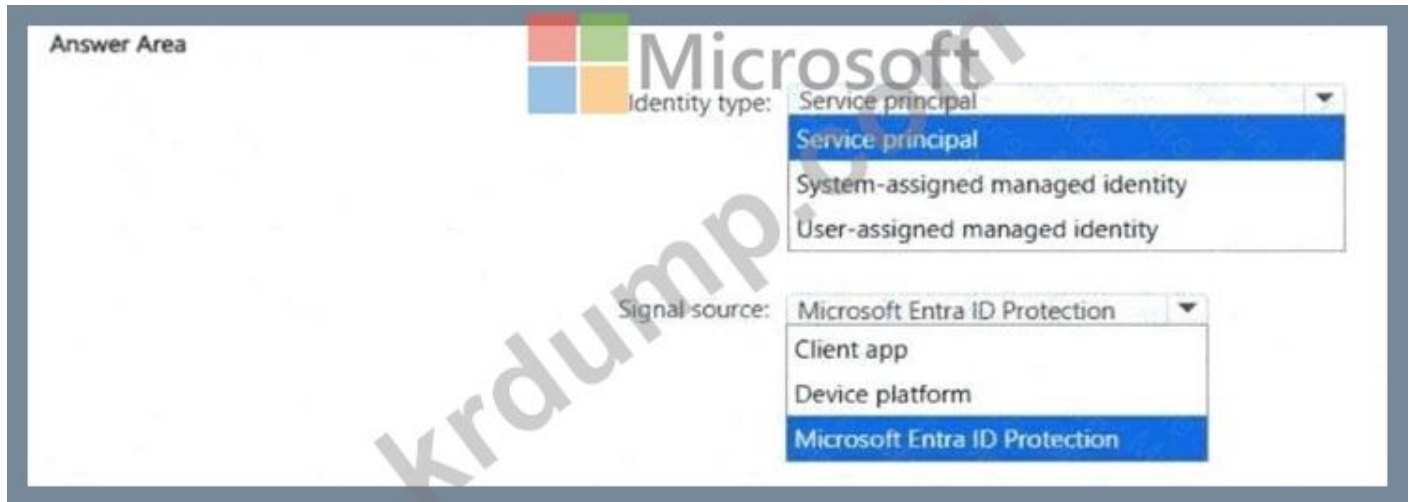 Answer Area
Microsoft
Identity type: Service principal
Service principal
System-assigned managed identity
User-assigned managed identity
Signal source: Microsoft Entra ID Protection
Client app
Device platform
Microsoft Entra ID Protection
krdump.com